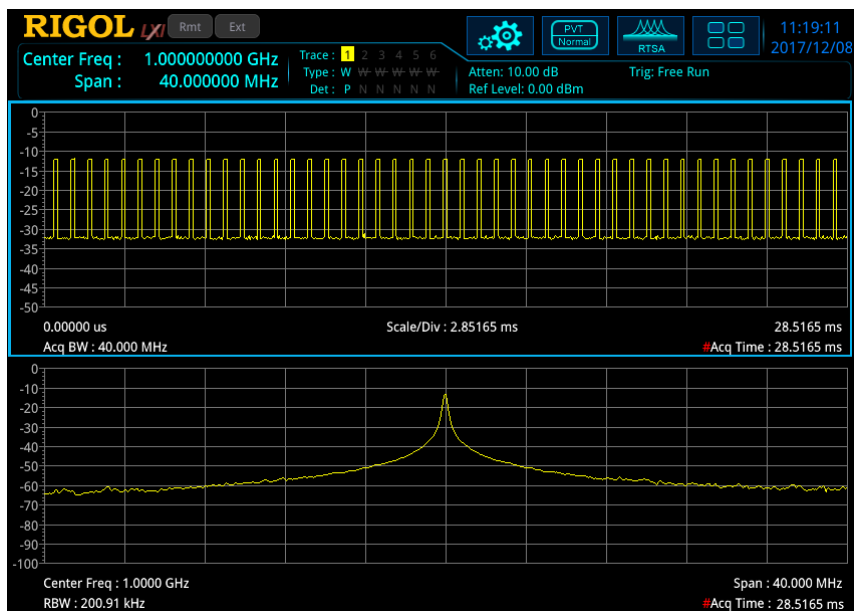 RIGOL LXI Rmt Ext
PVT
Normal
RTSA
11:19:11
2017/12/08
Center Freq : 1.000000000 GHz
Span : 40.000000 MHz
Trace : 1 2 3 4 5 6
Type : W W W W W W
Det : P N N N N N
Atten: 10.00 dB
Trig: Free Run
Ref Level: 0.00 dBm
0
-5
-10
-15
-20
-25
-30
-35
-40
-45
-50
0.00000 us
Scale/Div : 2.85165 ms
28.5165 ms
Acq BW : 40.000 MHz
#Acq Time : 28.5165 ms
0
-10
-20
-30
-40
-50
-60
-70
-80
-90
-100
Center Freq : 1.0000 GHz
Span : 40.000 MHz
RBW : 200.91 kHz
#Acq Time : 28.5165 ms